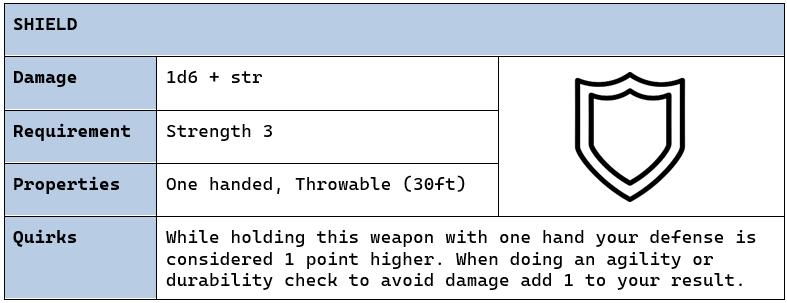 SHIELD
Damage
1d6 + str
Requirement
Strength 3
Properties
One handed, Throwable (30ft)
Quirks
While holding this weapon with one hand your defense is
considered 1 point higher. When doing an agility or
durability check to avoid damage add 1 to your result.